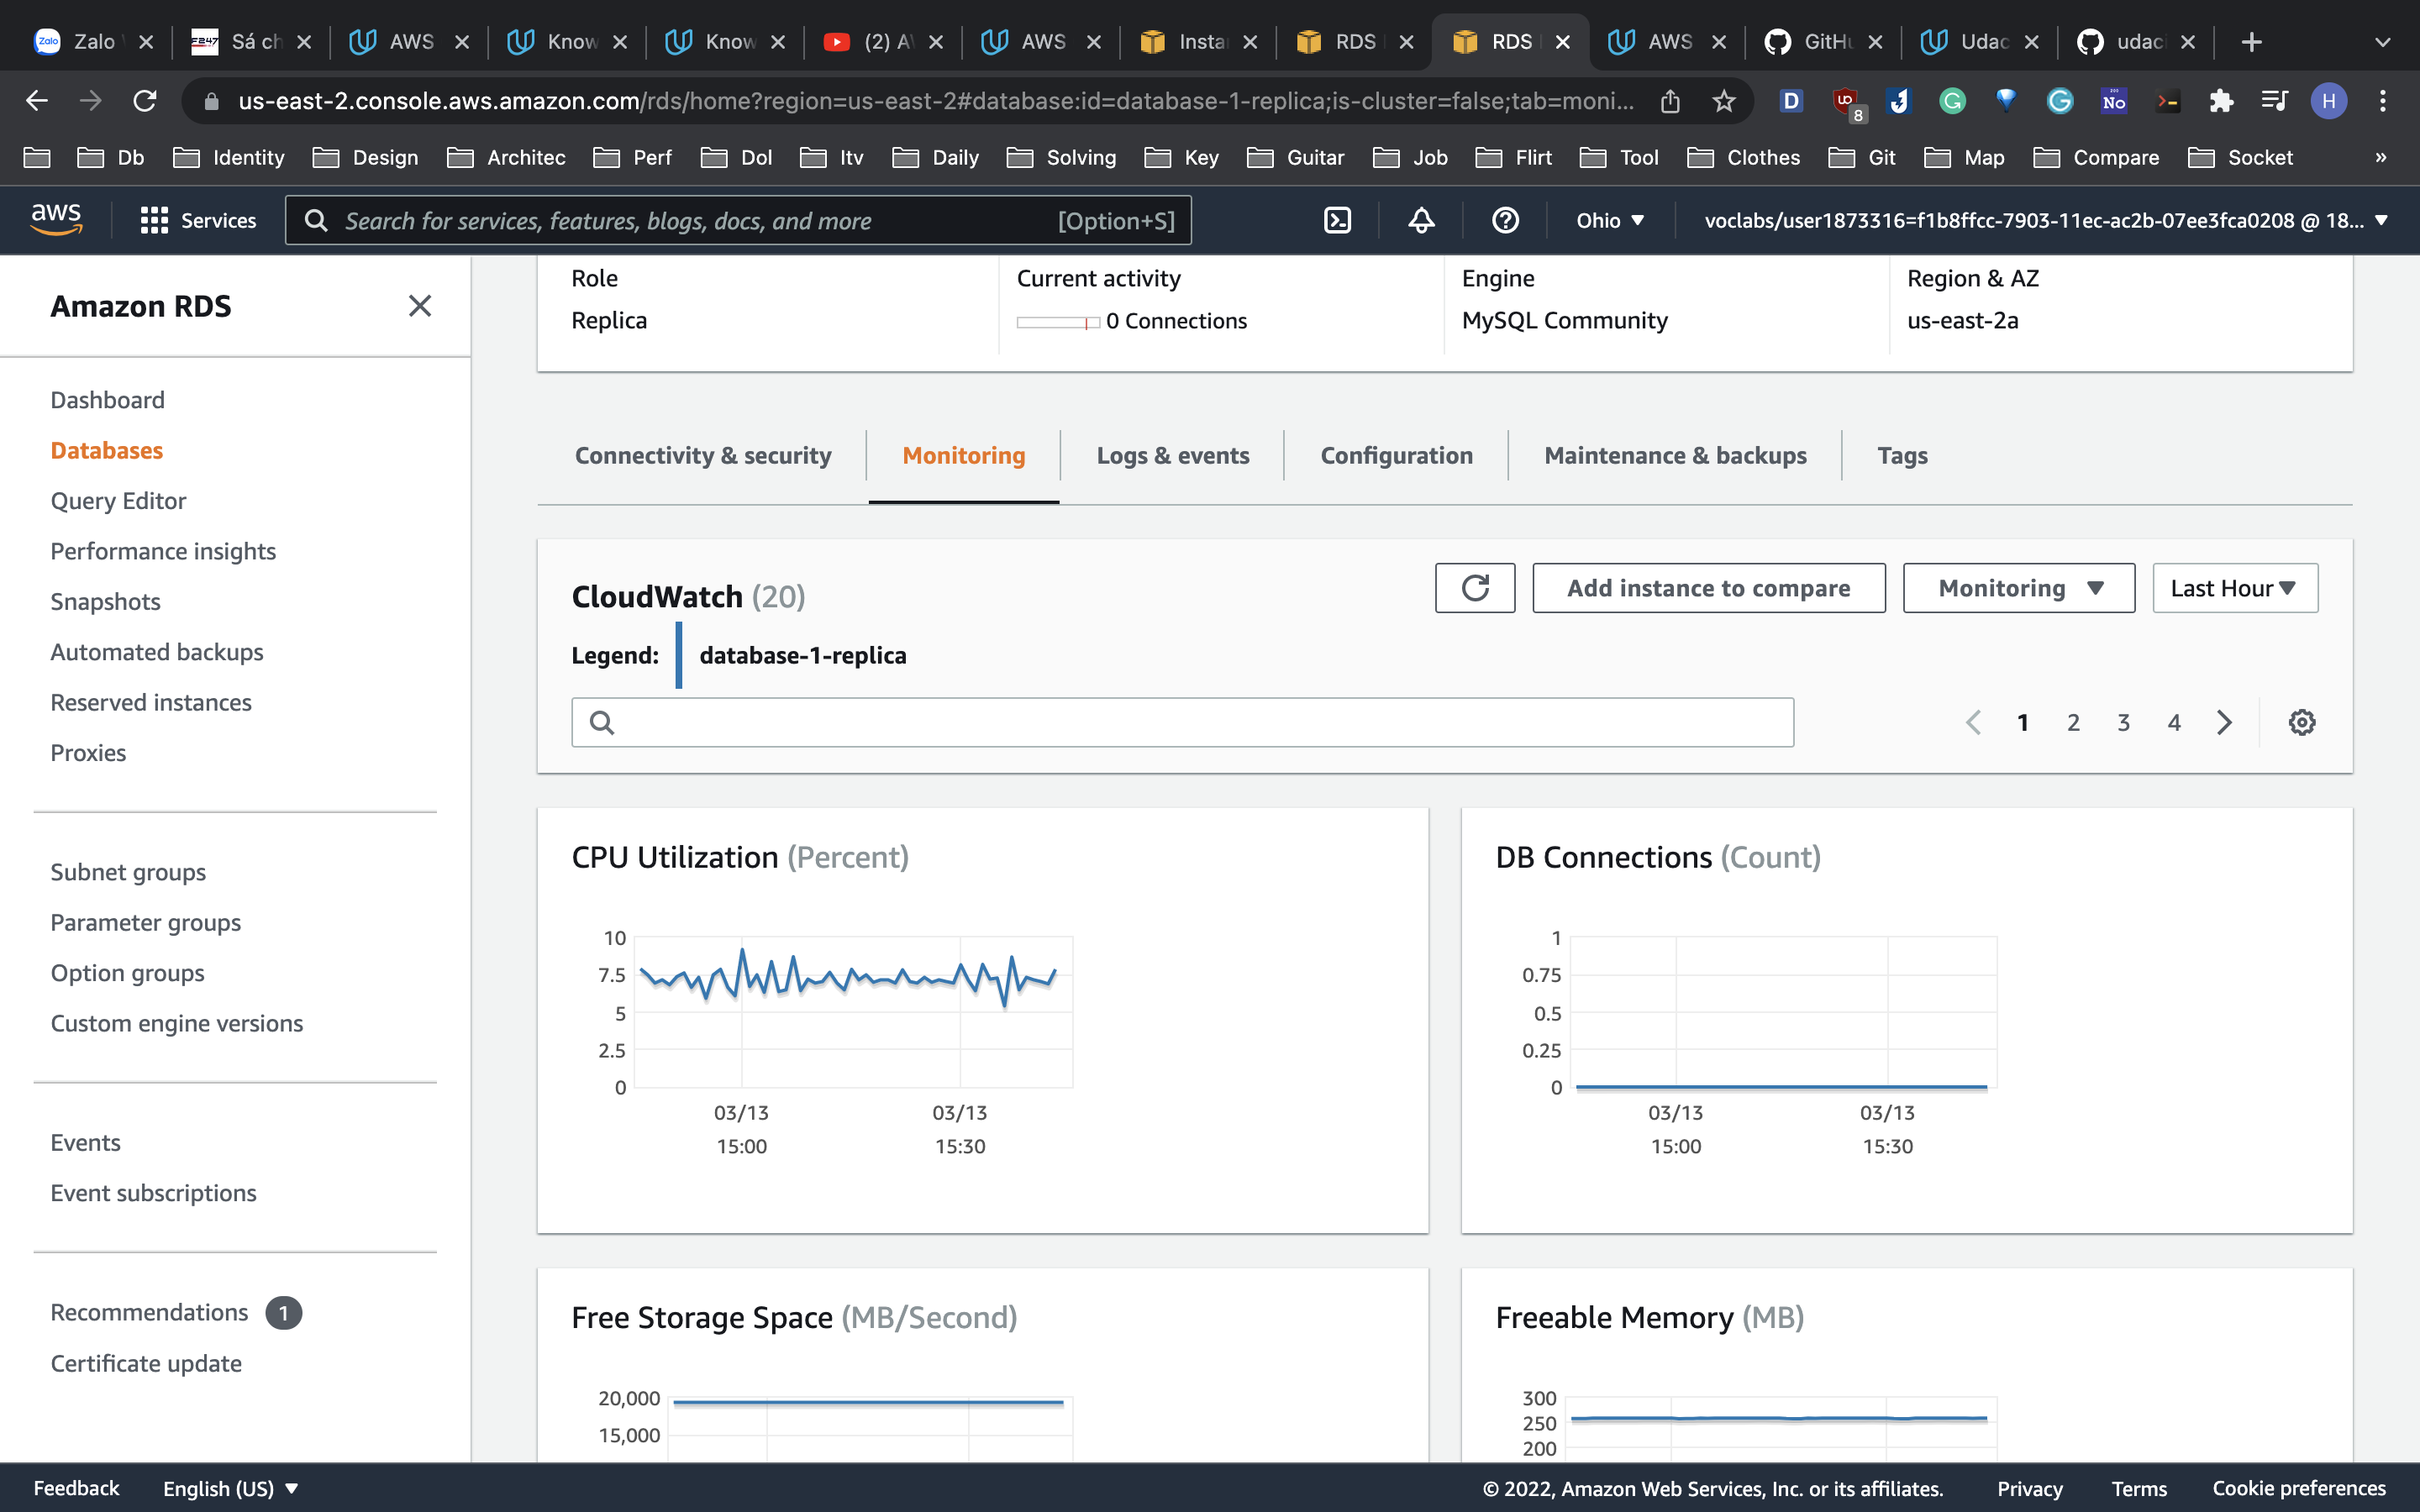 Zalo
Sá ch
AWS
Know
Know
(2) A
AWS
Insta
RDS
RDS
AWS
GitHu
Udac
udac
us-east-2.console.aws.amazon.com/rds/home?region=us-east-2#database:id=database-1-replica;is-cluster=false;tab=moni...
8
H
Db
Identity
Design
Architec
Perf
Dol
Itv
Daily
Solving
Key
Guitar
Job
Flirt
Tool
Clothes
Git
Map
Compare
Socket
»
aws
Services
Search for services, features, blogs, docs, and more
[Option+S]
Ohio
voclabs/user1873316=f1b8ffcc-7903-11ec-ac2b-07ee3fca0208 @ 18...
Amazon RDS
Dashboard
Databases
Query Editor
Performance insights
Snapshots
Automated backups
Reserved instances
Proxies
Subnet groups
Parameter groups
Option groups
Custom engine versions
Events
Event subscriptions
Recommendations 1
Certificate update
Role
Replica
Current activity
0 Connections
Engine
MySQL Community
Region & AZ
us-east-2a
Connectivity & security
Monitoring
Logs & events
Configuration
Maintenance & backups
Tags
CloudWatch (20)
Add instance to compare
Monitoring
Last Hour
Legend:
database-1-replica
1 2 3 4
CPU Utilization (Percent)
10
7.5
5
2.5
0
03/13
15:00
03/13
15:30
DB Connections (Count)
1
0.75
0.5
0.25
0
03/13
15:00
03/13
15:30
Free Storage Space (MB/Second)
20,000
15,000
Freeable Memory (MB)
300
250
200
Feedback
English (US)
© 2022, Amazon Web Services, Inc. or its affiliates.
Privacy
Terms
Cookie preferences